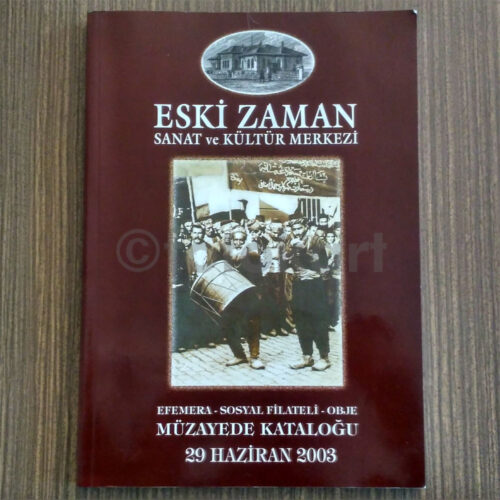 ESKİ ZAMAN
SANAT ve KÜLTÜR MERKEZİ
EFEMERA - SOSYAL FİLATELİ - OBJE
MÜZAYEDE KATALOĞU
29 HAZİRAN 2003